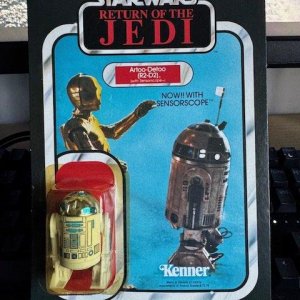 STAR WARS
RETURN OF THE
JEDI
Artoo-Detoo
(R2-D2)
NOW!! WITH
SENSORSCOPE
Kenner